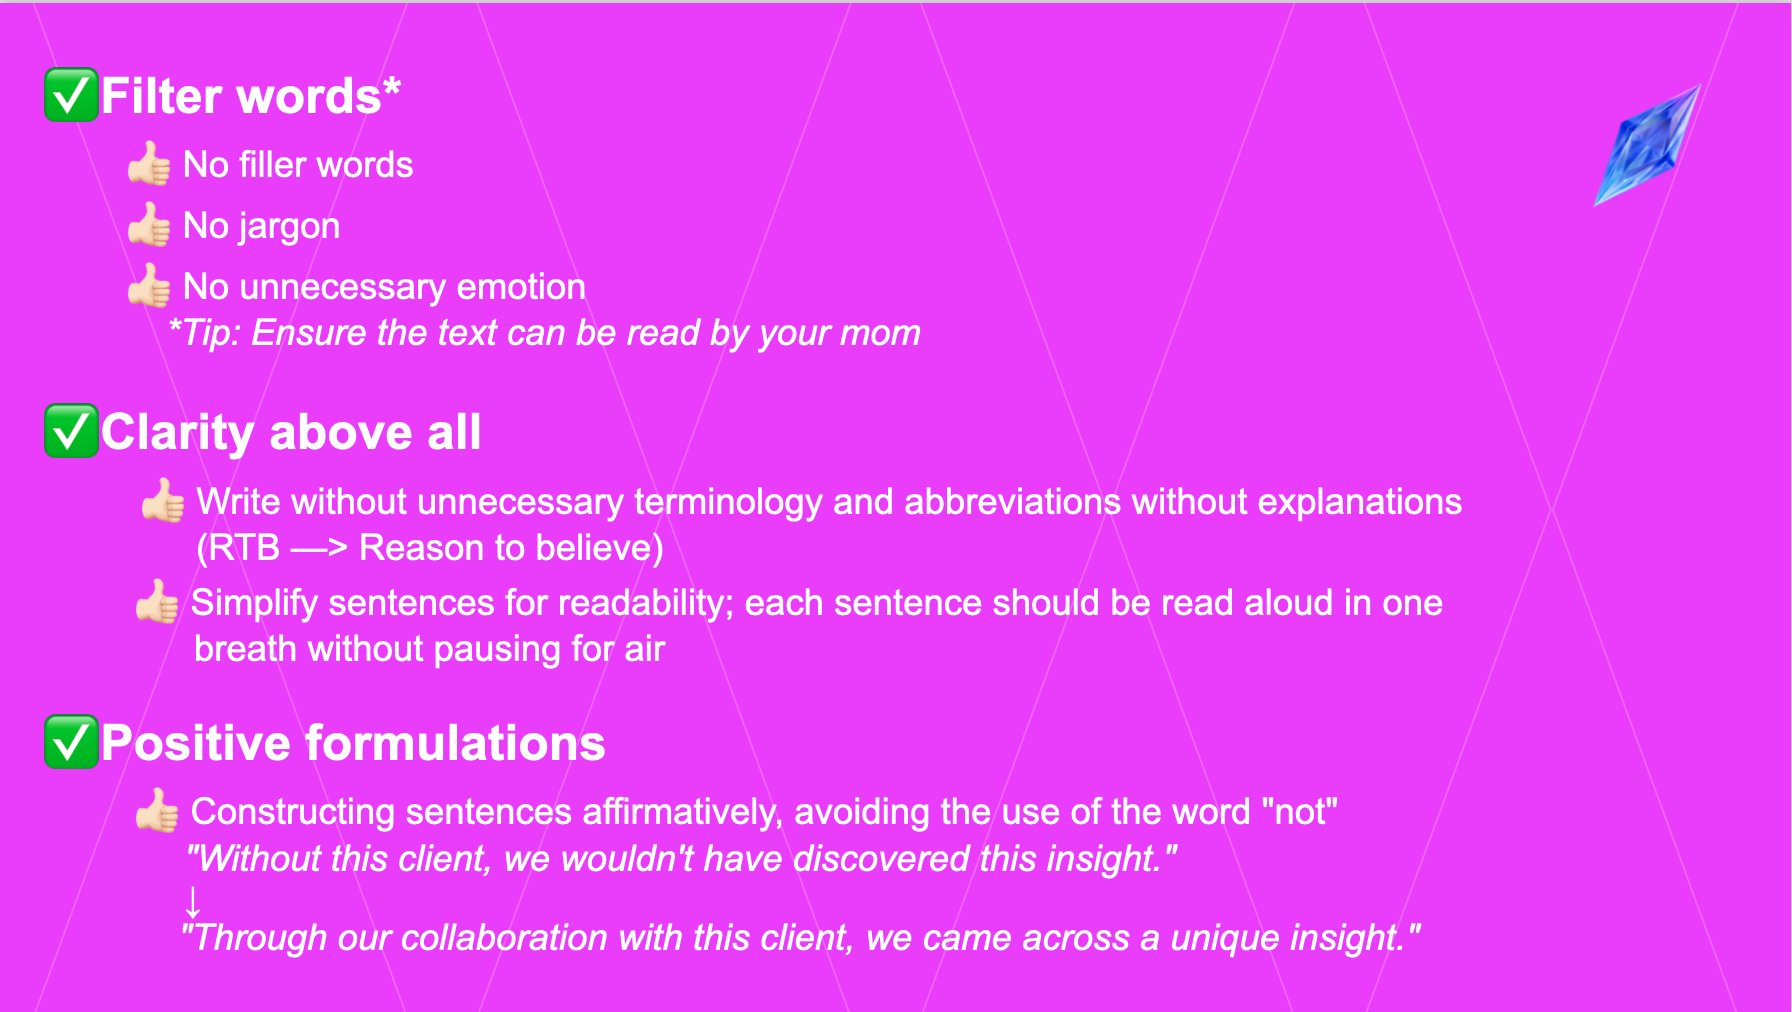 ✅Filter words*
👍🏻 No filler words
👍🏻 No jargon
👍🏻 No unnecessary emotion
*Tip: Ensure the text can be read by your mom
✅Clarity above all
👍🏻 Write without unnecessary terminology and abbreviations without explanations
(RTB —> Reason to believe)
👍🏻 Simplify sentences for readability; each sentence should be read aloud in one
breath without pausing for air
✅Positive formulations
👍🏻 Constructing sentences affirmatively, avoiding the use of the word "not"
"Without this client, we wouldn't have discovered this insight."
↓
"Through our collaboration with this client, we came across a unique insight."